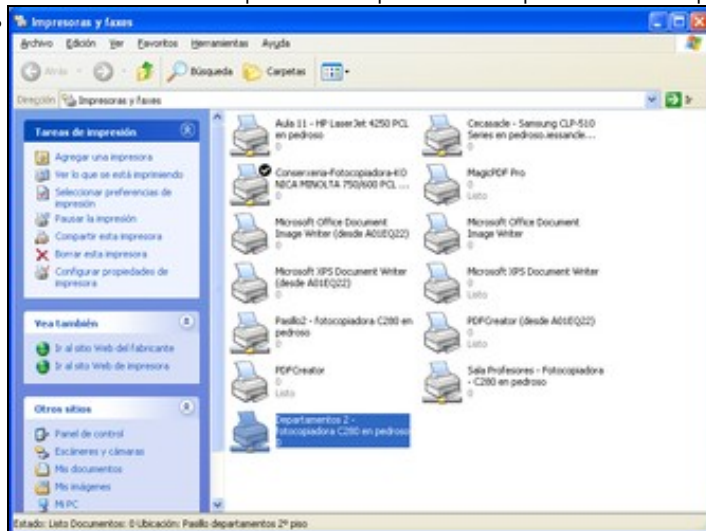 Impresoras y faxes
Archivo Edición Ver Favoritos Herramientas Ayuda
Atrás Búsqueda Carpetas
Dirección Impresoras y faxes Ir
Tareas de impresión
Agregar una impresora
Ver lo que se está imprimiendo
Seleccionar preferencias de
impresión
Pausar la impresión
Compartir esta impresora
Borrar esta impresora
Configurar propiedades de
impresora
Vea también
Ir al sitio Web del fabricante
Ir al sitio Web de impresora
Otros sitios
Panel de control
Escáneres y cámaras
Mis documentos
Mis imágenes
Mi PC
Aula 11 - HP LaserJet 4250 PCL
en pedroso
0
Cecasade - Samsung CLP-510
Series en pedroso.iessancle...
0
Conserxeria-Fotocopiadora-KO
NICA MINOLTA 750/600 PCL ...
0
MagicPDF Pro
0
Listo
Microsoft Office Document
Image Writer (desde A01EQ22)
0
Microsoft Office Document
Image Writer
0
Microsoft XPS Document Writer
(desde A01EQ22)
0
Microsoft XPS Document Writer
0
Listo
Pasillo2 - fotocopiadora C280 en
pedroso
0
PDFCreator (desde A01EQ22)
0
Listo
PDFCreator
0
Listo
Sala Profesores - Fotocopiadora
- C280 en pedroso
0
Departamentos 2 -
fotocopiadora C280 en pedroso
0
Estado: Listo Documentos: 0 Ubicación: Pasillo departamentos 2º piso